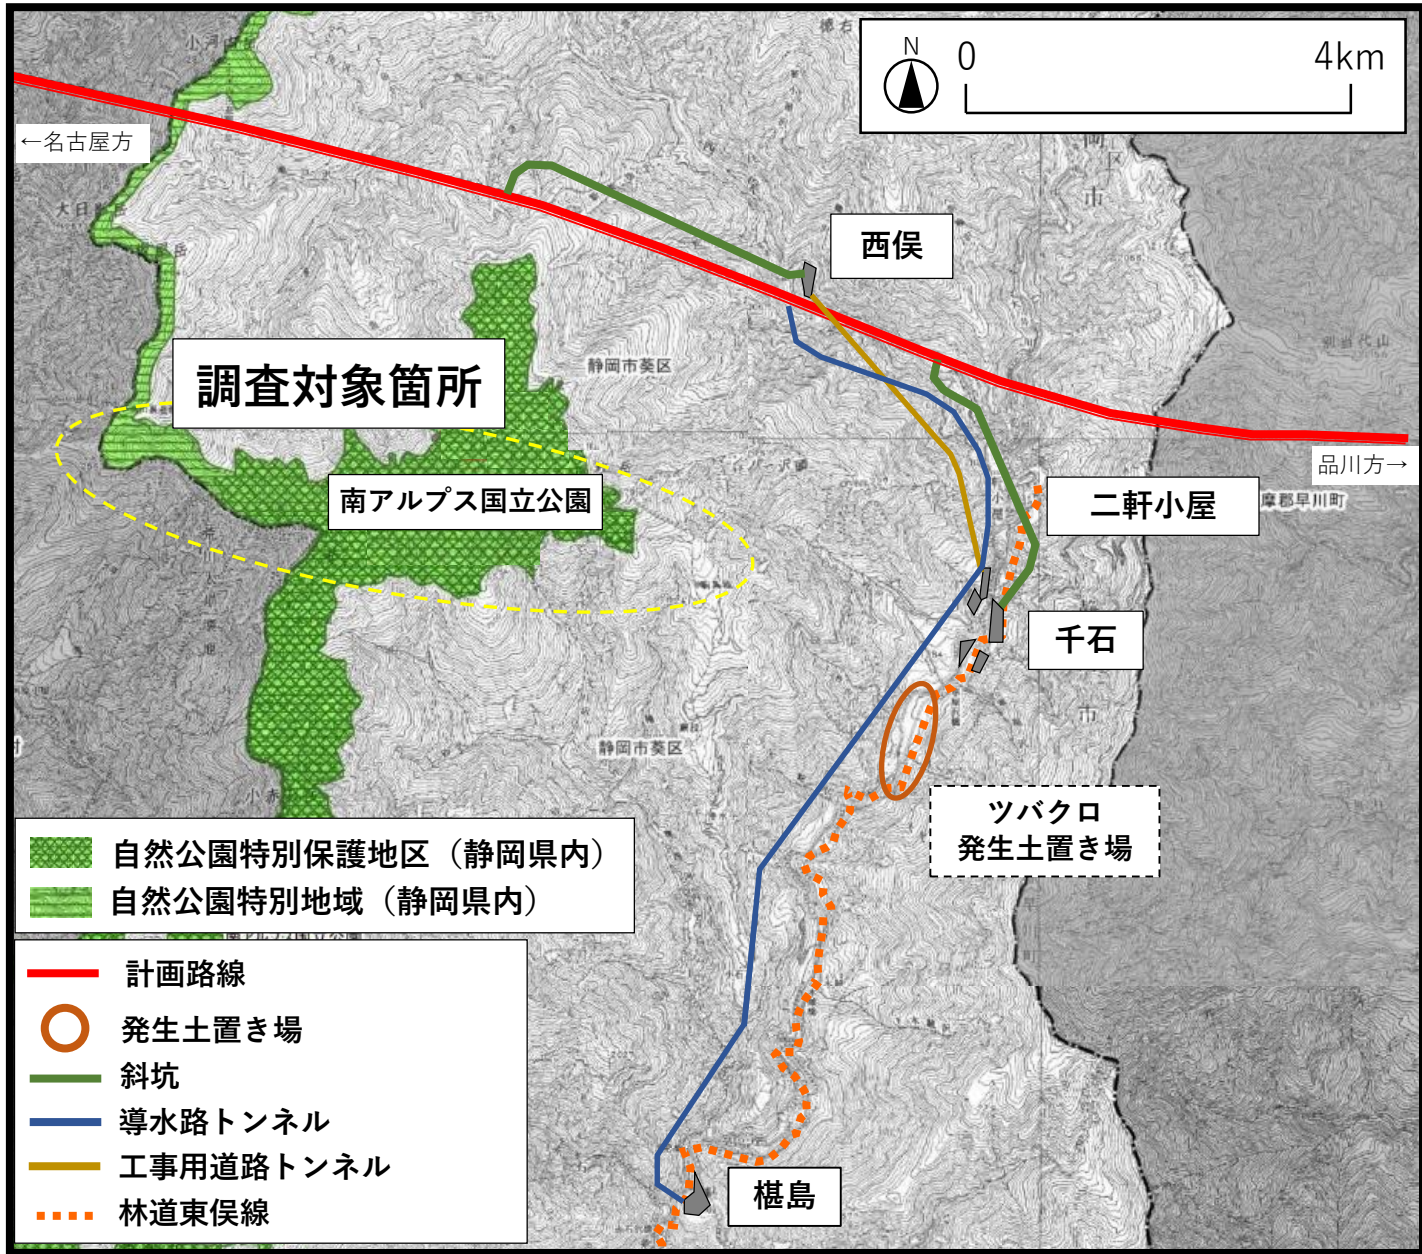 N
0
4km
←名古屋方
西俣
静岡市葵区
調査対象箇所
品川方→
南アルプス国立公園
二軒小屋
摩郡早川町
千石
市
静岡市葵区
ツバクロ
発生土置き場
自然公園特別保護地区（静岡県内）
自然公園特別地域（静岡県内）
計画路線
発生土置き場
斜坑
導水路トンネル
工事用道路トンネル
林道東俣線
椹島